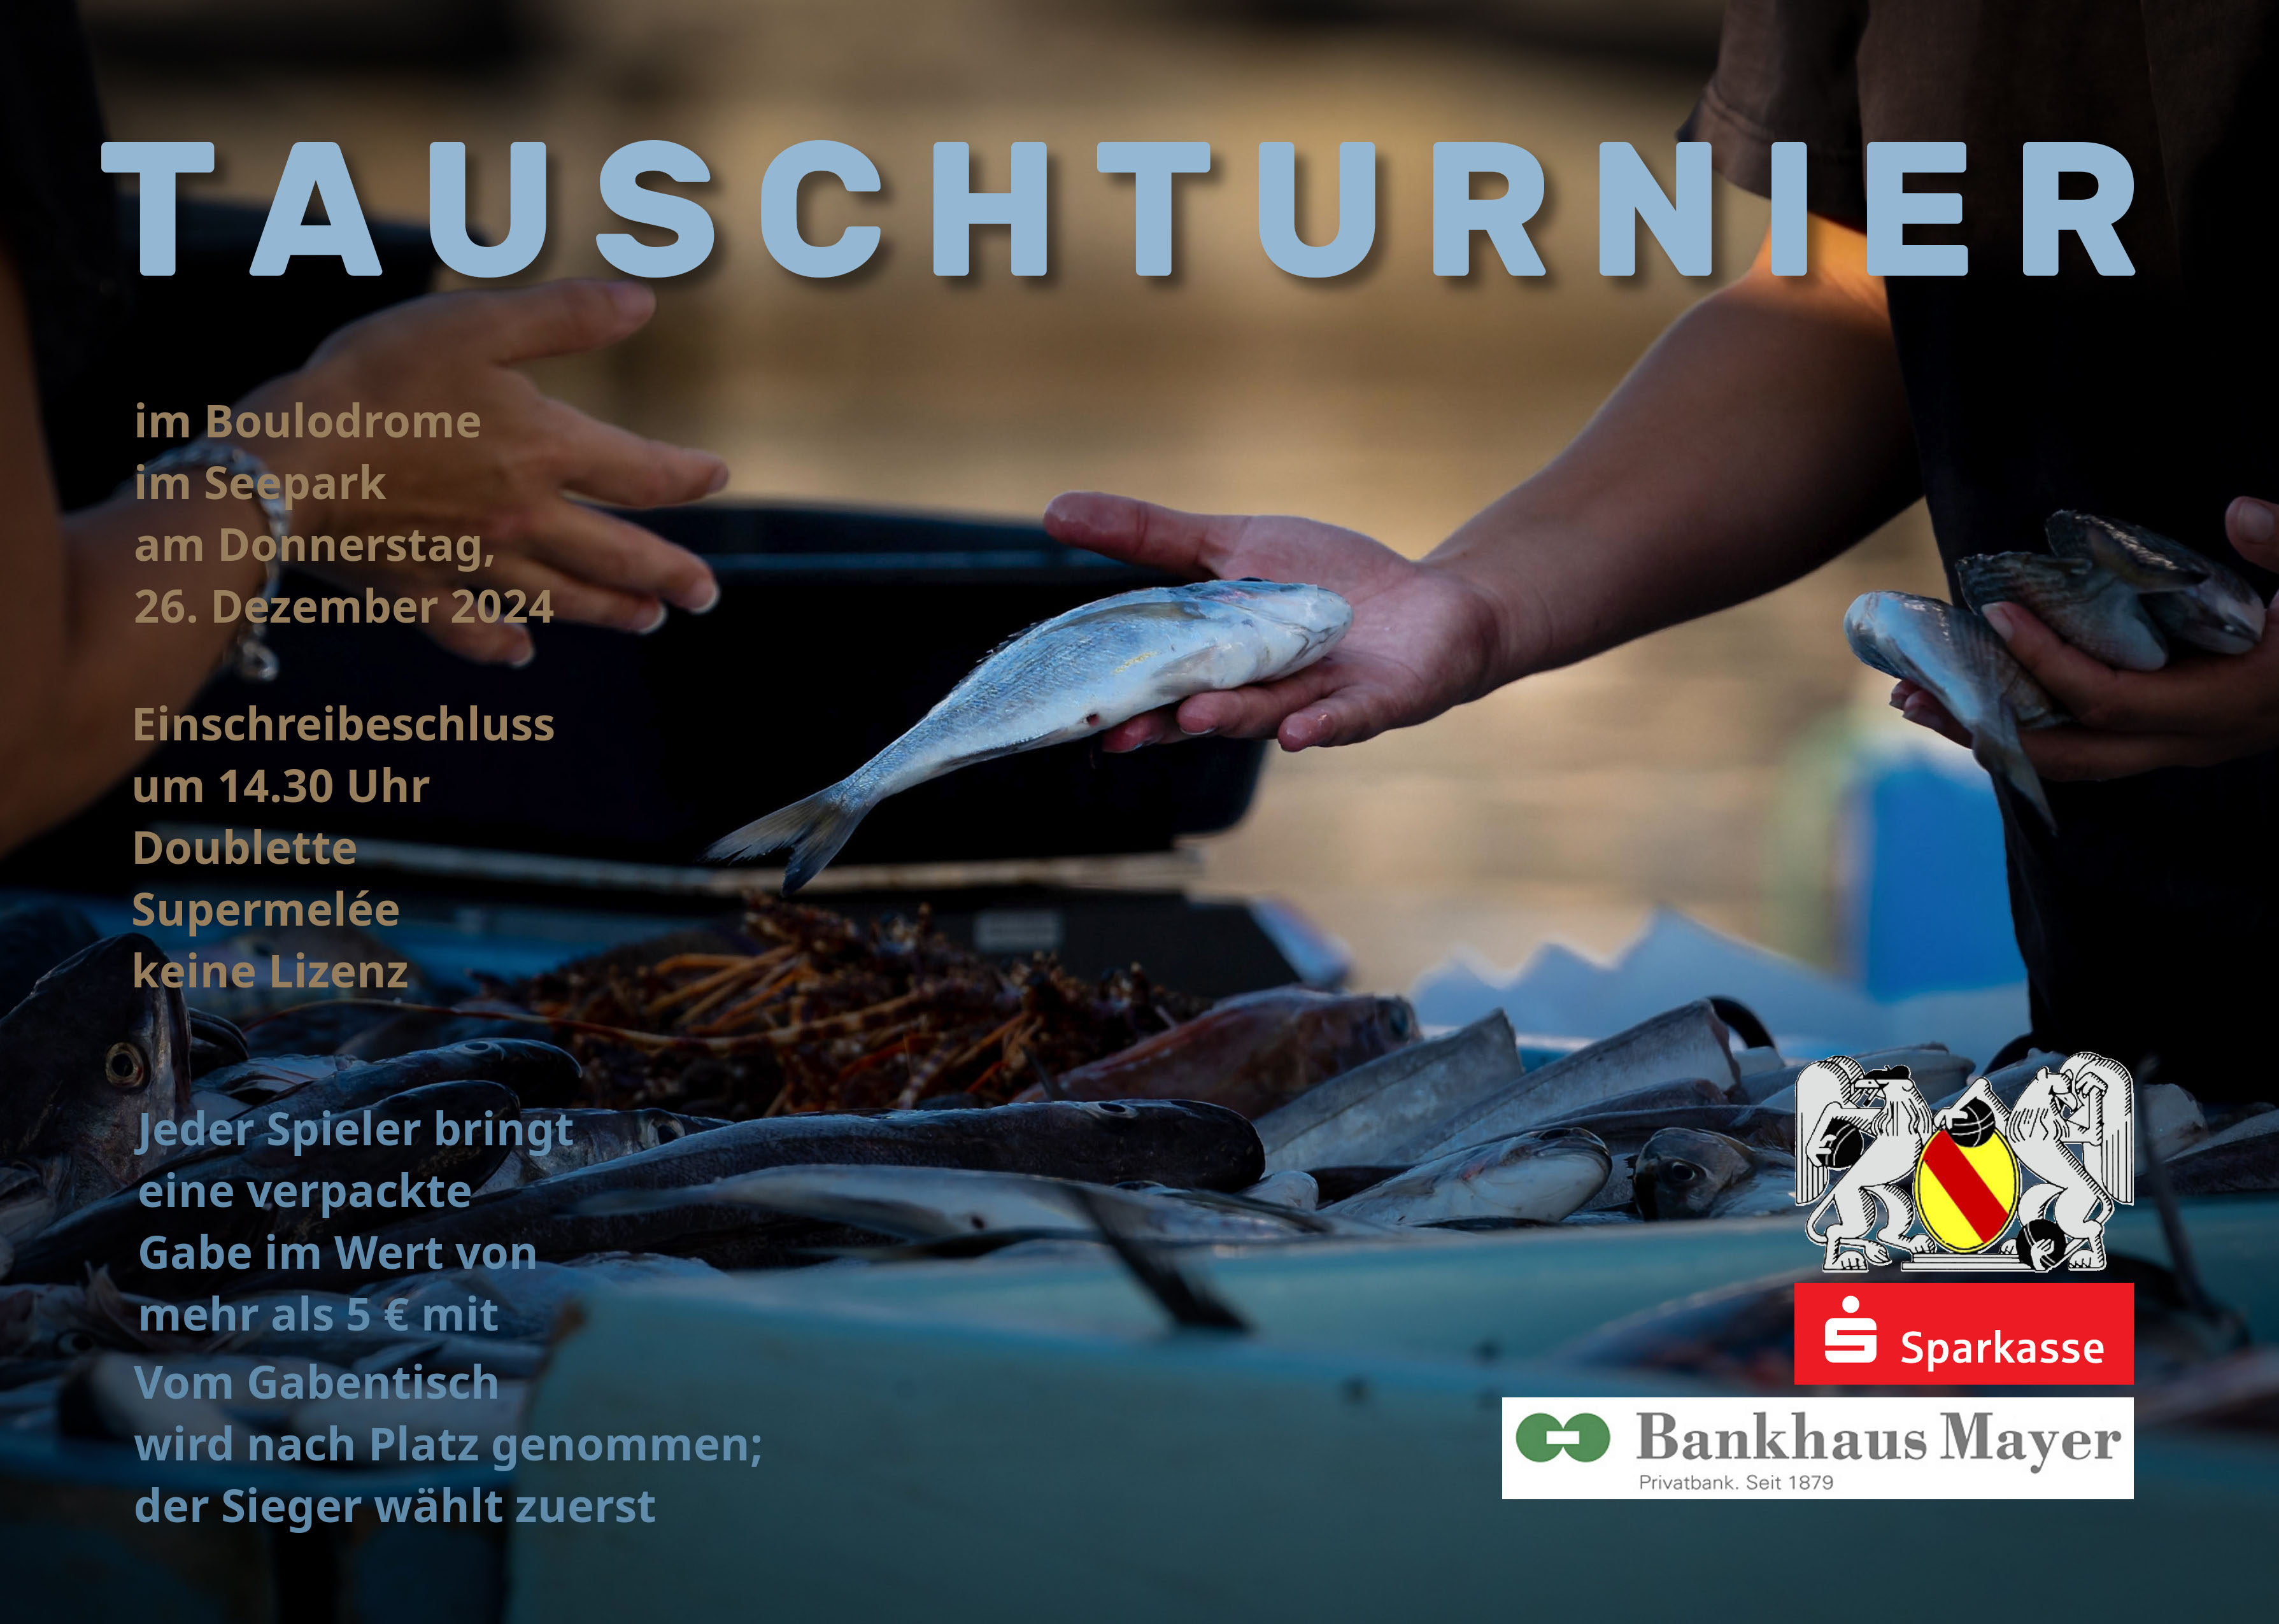 TAUSCHTURNIER
im Boulodrome
im Seepark
am Donnerstag,
26. Dezember 2024
Einschreibeschluss
um 14.30 Uhr
Doublette
Supermelée
keine Lizenz
Jeder Spieler bringt
eine verpackte
Gabe im Wert von
mehr als 5 € mit
Vom Gabentisch
wird nach Platz genommen;
der Sieger wählt zuerst
Sparkasse
Bankhaus Mayer
Privatbank. Seit 1879